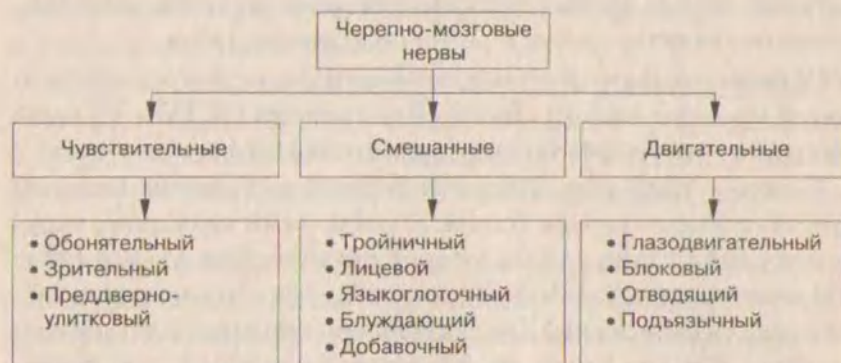 Черепно-мозговые
нервы
Чувствительные
Смешанные
Двигательные
• Обонятельный
• Зрительный
• Преддверно-
улитковый
• Тройничный
• Лицевой
• Языкоглоточный
• Блуждающий
• Добавочный
• Глазодвигательный
• Блоковый
• Отводящий
• Подъязычный